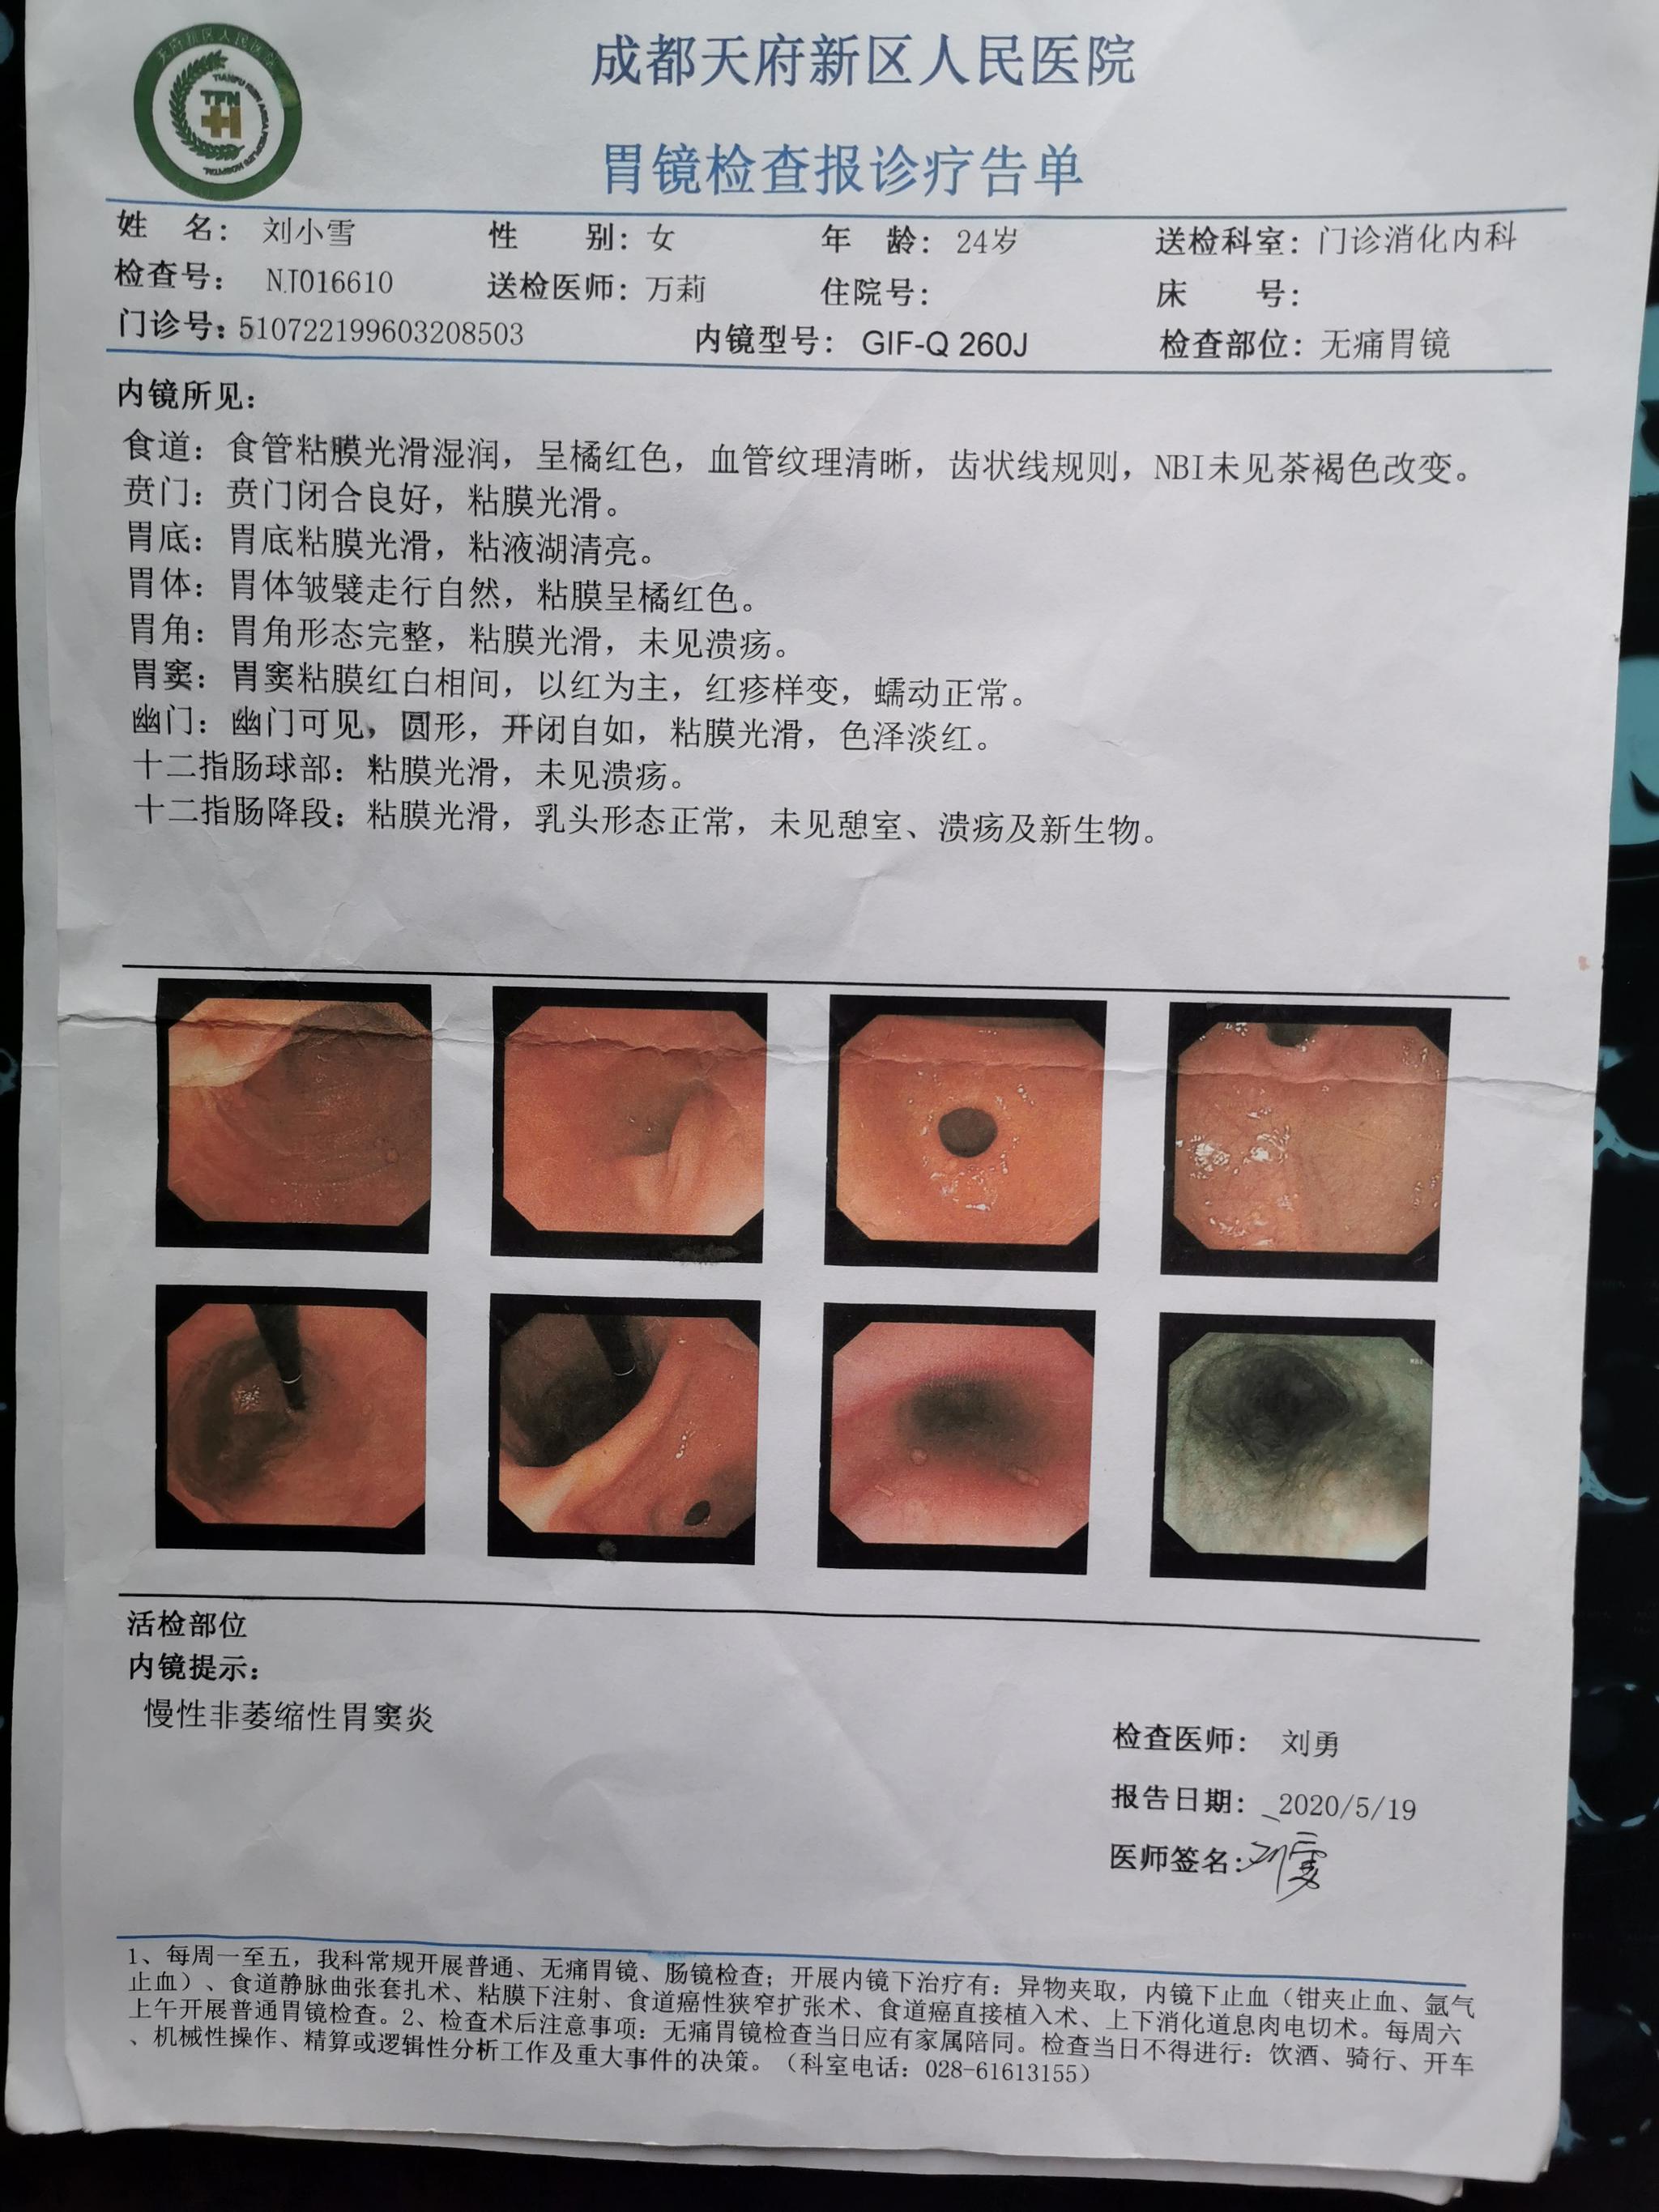 天府新区人民医院
TIANFU NEW AREA PEOPLE'S HOSPITAL
TFN
成都天府新区人民医院
胃镜检查报诊疗告单
姓 名: 刘小雪 性 别: 女 年 龄: 24岁 送检科室: 门诊消化内科
检查号: NJ016610 送检医师: 万莉 住院号: 床 号:
门诊号: 510722199603208503 内镜型号: GIF-Q 260J 检查部位: 无痛胃镜
内镜所见:
食道: 食管粘膜光滑湿润, 呈橘红色, 血管纹理清晰, 齿状线规则, NBI未见茶褐色改变。
贲门: 贲门闭合良好, 粘膜光滑。
胃底: 胃底粘膜光滑, 粘液湖清亮。
胃体: 胃体皱襞走行自然, 粘膜呈橘红色。
胃角: 胃角形态完整, 粘膜光滑, 未见溃疡。
胃窦: 胃窦粘膜红白相间, 以红为主, 红疹样变, 蠕动正常。
幽门: 幽门可见, 圆形, 开闭自如, 粘膜光滑, 色泽淡红。
十二指肠球部: 粘膜光滑, 未见溃疡。
十二指肠降段: 粘膜光滑, 乳头形态正常, 未见憩室、溃疡及新生物。
活检部位
内镜提示:
慢性非萎缩性胃窦炎
检查医师: 刘勇
报告日期: 2020/5/19
医师签名:
1、每周一至五, 我科常规开展普通、无痛胃镜、肠镜检查; 开展内镜下治疗有: 异物夹取, 内镜下止血 (钳夹止血、氩气
止血) 、食道静脉曲张套扎术、粘膜下注射、食道癌性狭窄扩张术、食道癌直接植入术、上下消化道息肉电切术。每周六
上午开展普通胃镜检查。2、检查术后注意事项: 无痛胃镜检查当日应有家属陪同。检查当日不得进行: 饮酒、骑行、开车
、机械性操作、精算或逻辑性分析工作及重大事件的决策。 (科室电话: 028-61613155)